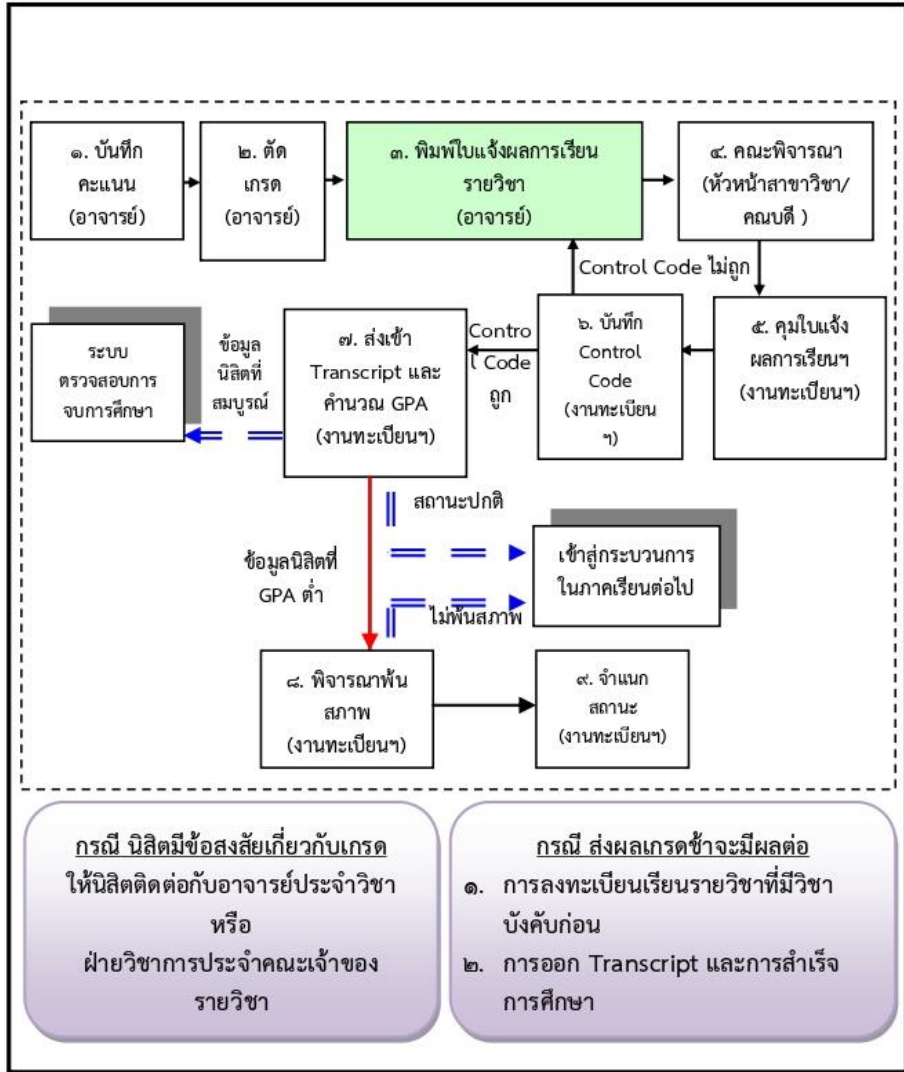 ๑. บันทึก
คะแนน
(อาจารย์)
๒. ตัด
เกรด
(อาจารย์)
๓. พิมพ์ใบแจ้งผลการเรียน
รายวิชา
(อาจารย์)
๔. คณะพิจารณา
(หัวหน้าสาขาวิชา/
คณบดี )
Control Code ไม่ถูก
๕. คุมใบแจ้ง
ผลการเรียนฯ
(งานทะเบียนฯ)
๖. บันทึก
Control
Code
(งานทะเบียน
ฯ)
Contro
l Code
ถูก
๗. ส่งเข้า
Transcript และ
คำนวณ GPA
(งานทะเบียนฯ)
ข้อมูล
นิสิตที่
สมบูรณ์
ระบบ
ตรวจสอบการ
จบการศึกษา
สถานะปกติ
ข้อมูลนิสิตที่
GPA ต่ำ
เข้าสู่กระบวนการ
ในภาคเรียนต่อไป
ไม่พ้นสภาพ
๘. พิจารณาพ้น
สภาพ
(งานทะเบียนฯ)
๙. จำแนก
สถานะ
(งานทะเบียนฯ)
กรณี นิสิตมีข้อสงสัยเกี่ยวกับเกรด
ให้นิสิตติดต่อกับอาจารย์ประจำวิชา
หรือ
ฝ่ายวิชาการประจำคณะเจ้าของ
รายวิชา
กรณี ส่งผลเกรดช้าจะมีผลต่อ
๑. การลงทะเบียนเรียนรายวิชาที่มีวิชา
บังคับก่อน
๒. การออก Transcript และการสำเร็จ
การศึกษา